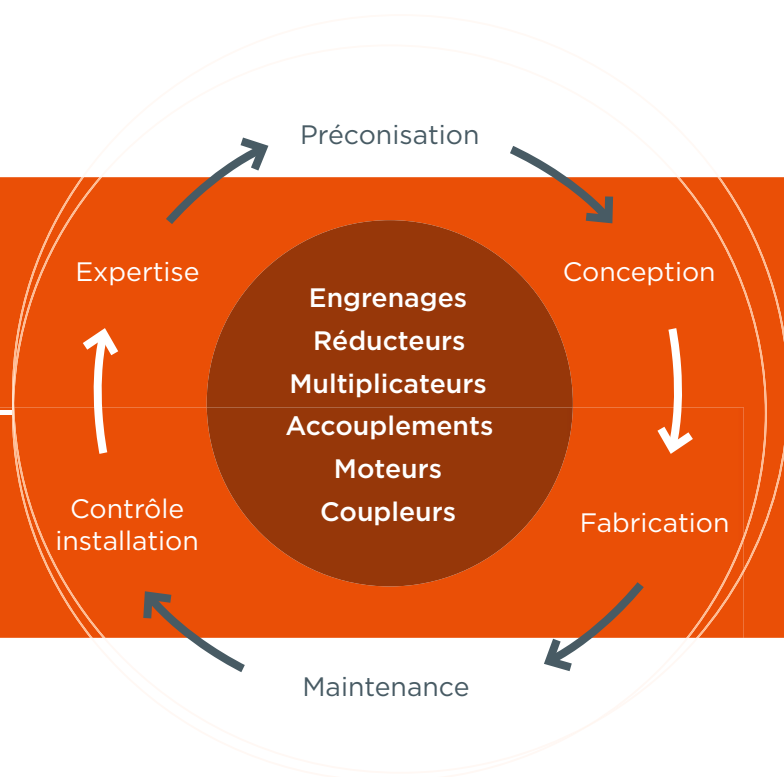 Préconisation
Expertise
Conception
Engrenages
Réducteurs
Multiplicateurs
Accouplements
Moteurs
Coupleurs
Contrôle
installation
Fabrication
Maintenance